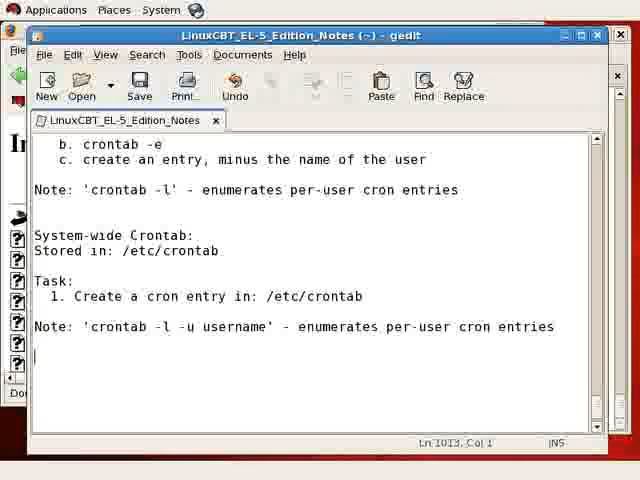 Applications Places System
LinuxCBT_EL-5_Edition_Notes (~) - gedit
File Edit View Search Tools Documents Help
New Open Save Print... Undo Paste Find Replace
LinuxCBT_EL-5_Edition_Notes
b. crontab -e
c. create an entry, minus the name of the user
Note: 'crontab -l' - enumerates per-user cron entries
System-wide Crontab:
Stored in: /etc/crontab
Task:
1. Create a cron entry in: /etc/crontab
Note: 'crontab -l -u username' - enumerates per-user cron entries
Ln 1013, Col 1 INS